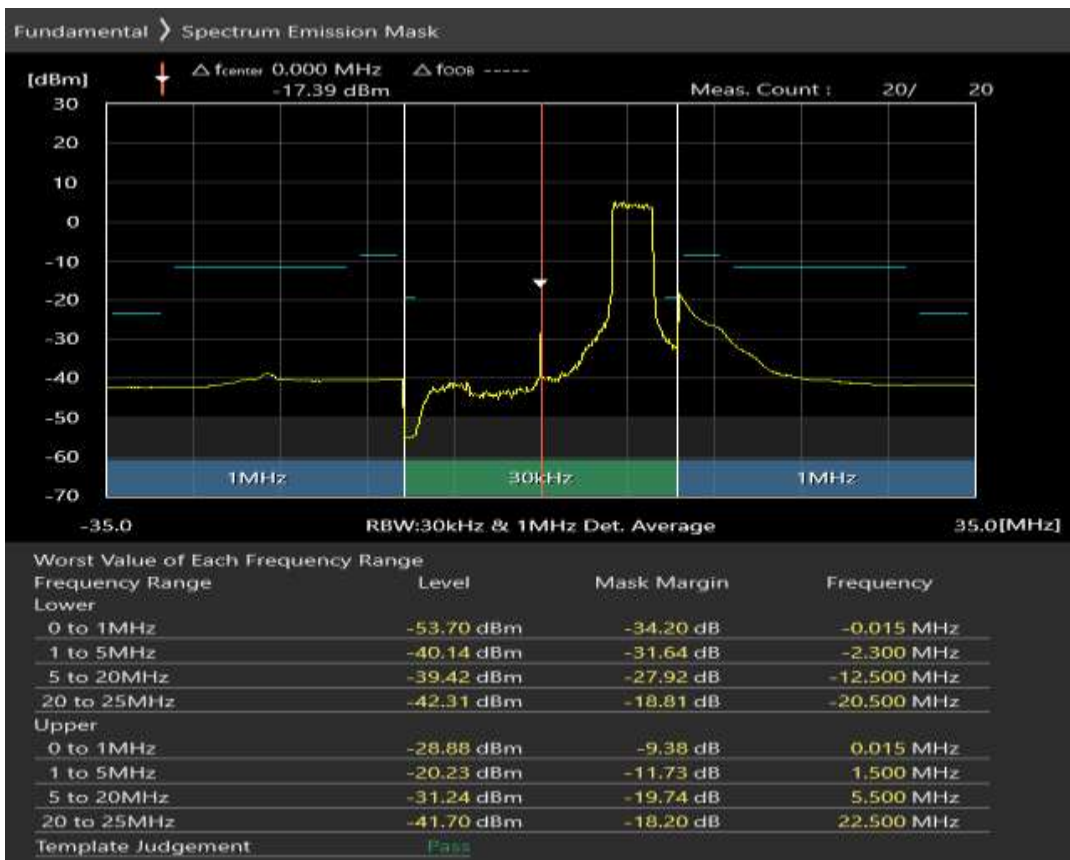 Fundamental ❯ Spectrum Emission Mask
[dBm] △ fcenter 0.000 MHz △ fOOB -----
-17.39 dBm Meas. Count : 20/ 20
30
20
10
0
-10
-20
-30
-40
-50
-60
-70
1MHz 30kHz 1MHz
-35.0 RBW:30kHz & 1MHz Det. Average 35.0[MHz]
Worst Value of Each Frequency Range
Frequency Range Level Mask Margin Frequency
Lower
0 to 1MHz -53.70 dBm -34.20 dB -0.015 MHz
1 to 5MHz -40.14 dBm -31.64 dB -2.300 MHz
5 to 20MHz -39.42 dBm -27.92 dB -12.500 MHz
20 to 25MHz -42.31 dBm -18.81 dB -20.500 MHz
Upper
0 to 1MHz -28.88 dBm -9.38 dB 0.015 MHz
1 to 5MHz -20.23 dBm -11.73 dB 1.500 MHz
5 to 20MHz -31.24 dBm -19.74 dB 5.500 MHz
20 to 25MHz -41.70 dBm -18.20 dB 22.500 MHz
Template Judgement Pass